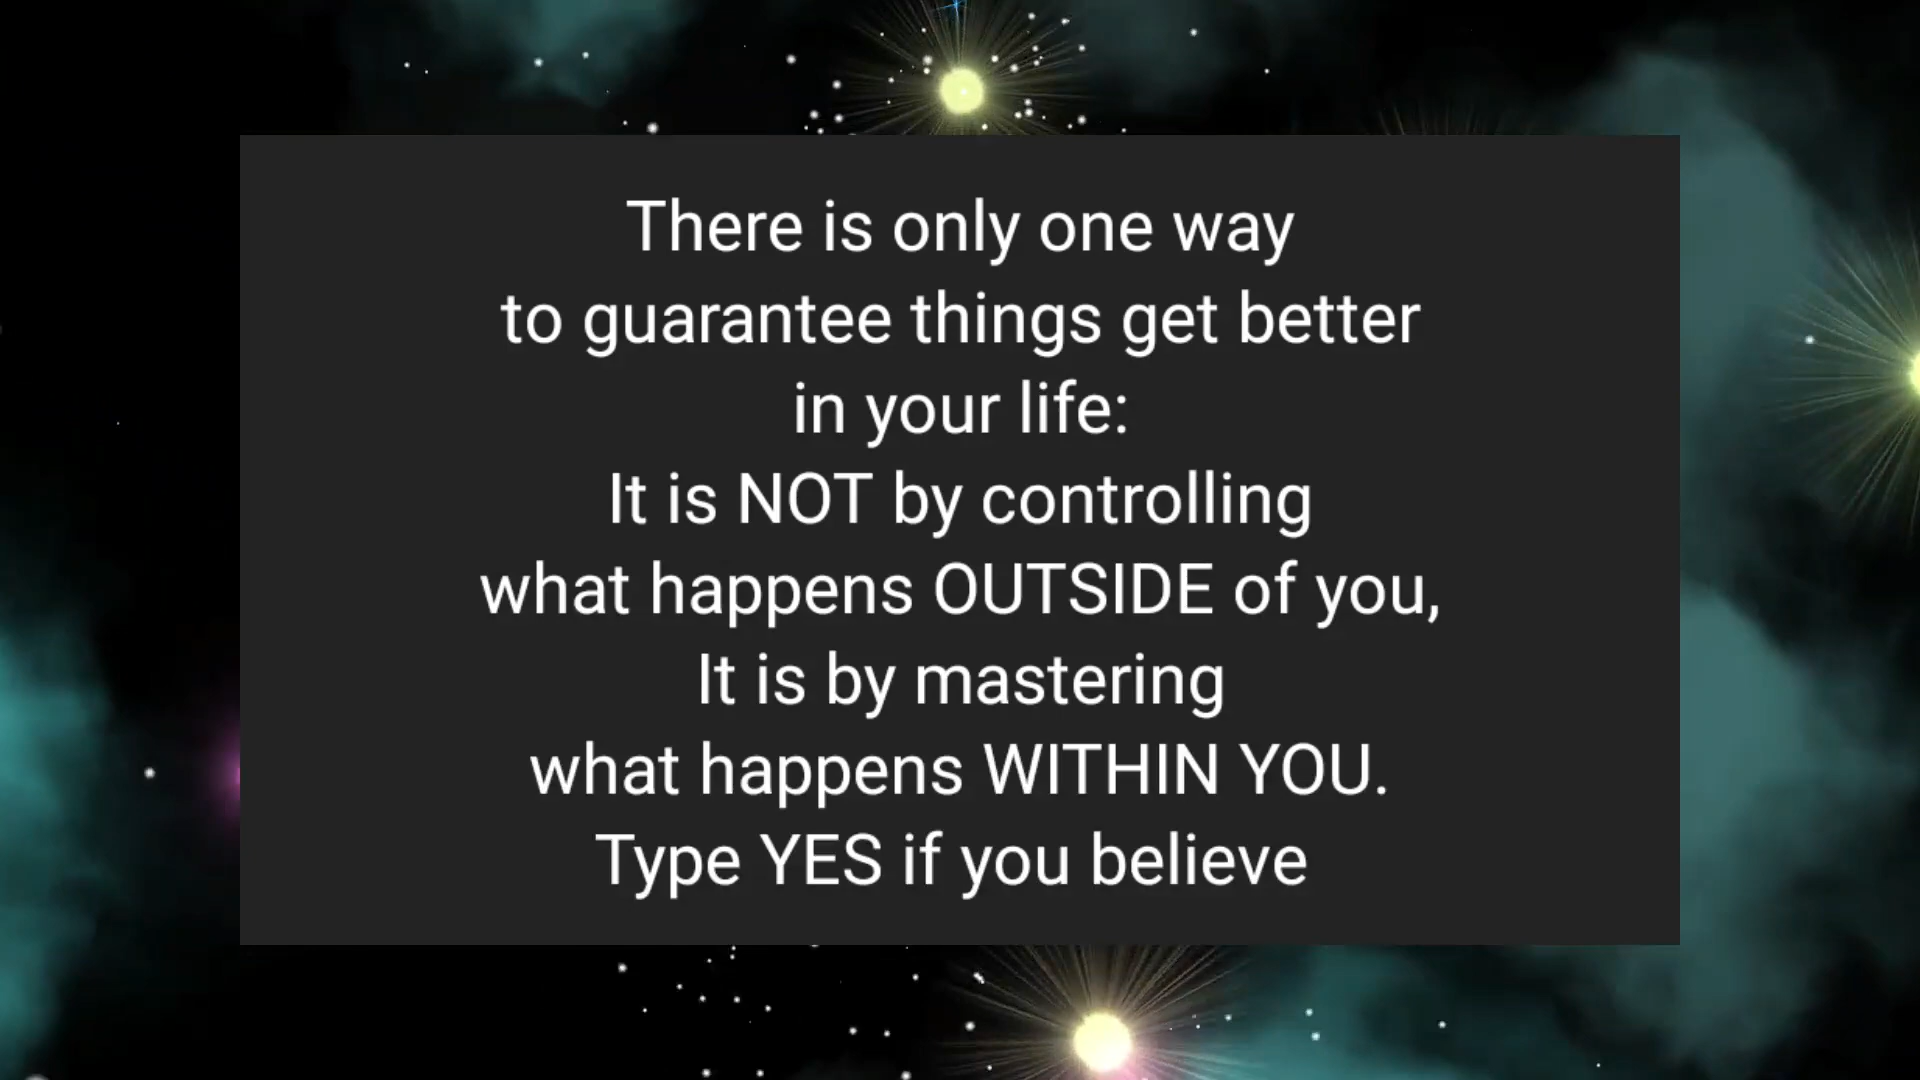 There is only one way
to guarantee things get better
in your life:
It is NOT by controlling
what happens OUTSIDE of you,
It is by mastering
what happens WITHIN YOU.
Type YES if you believe